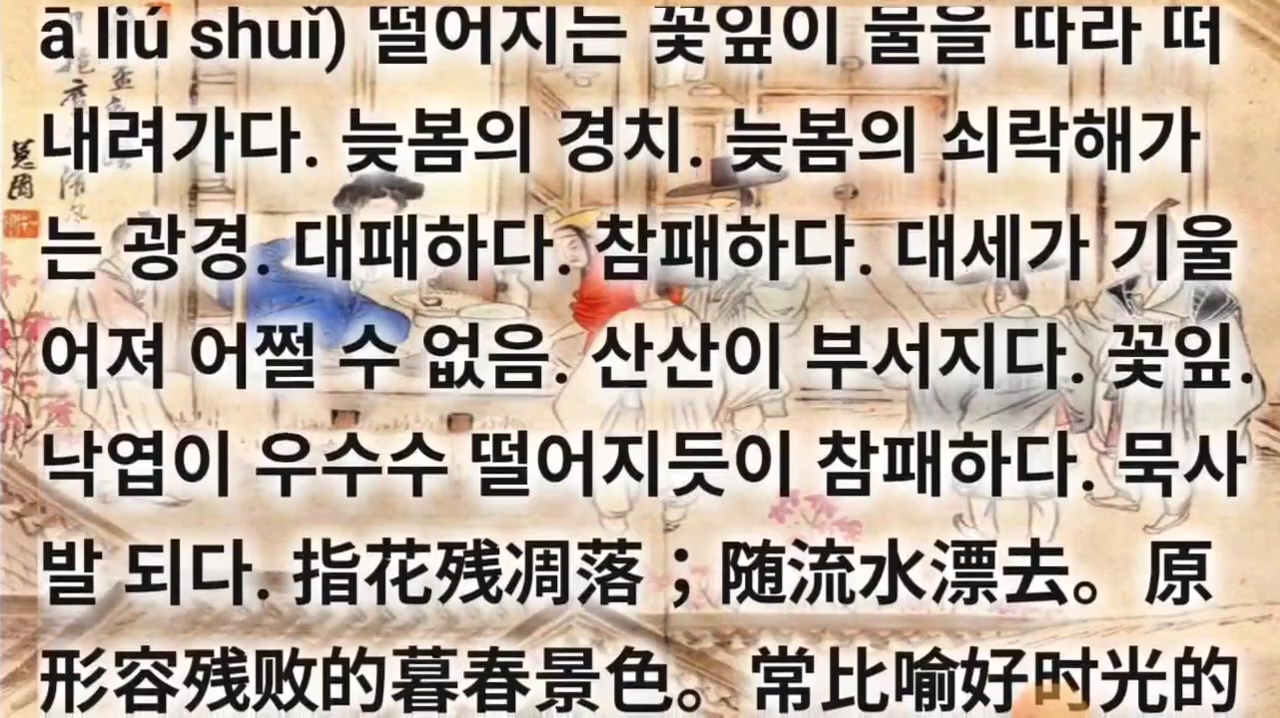 ā liú shuǐ) 떨어지는 꽃잎이 물을 따라 떠
내려가다. 늦봄의 경치. 늦봄의 쇠락해가
는 광경. 대패하다. 참패하다. 대세가 기울
어져 어쩔 수 없음. 산산이 부서지다. 꽃잎.
낙엽이 우수수 떨어지듯이 참패하다. 묵사
발 되다. 指花残凋落；随流水漂去。原
形容残败的暮春景色。 常比喻好时光的
蕙園